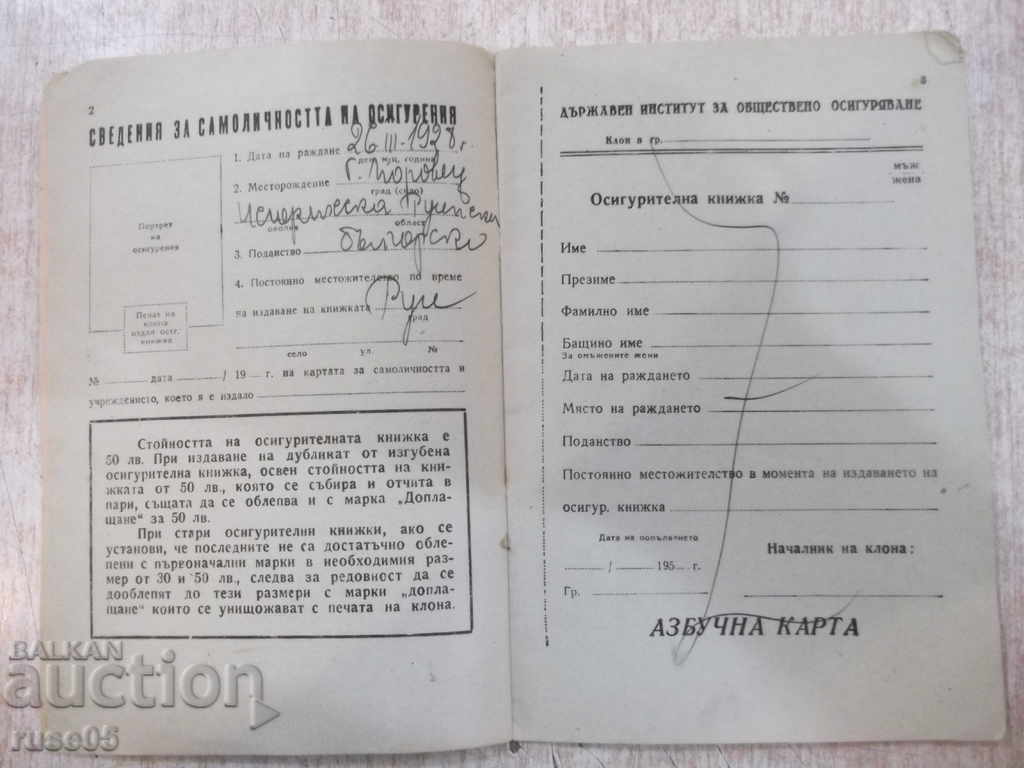 2
СВЕДЕНИЯ ЗА САМОЛИЧНОСТТА НА ОСИГУРЕНИЯ
Портрет
на
осигурения
Печат на
клона
издал осиг.
книжка
1. Дата на раждане 26 III - 1928 г.
ден, мц, година
2. Месторождение
град (село)
околия област
3. Поданство българско
4. Постоянно местожителство по време
на издаване на книжката Русе
град
село ул. №
№ дата / 19 г. на картата за самоличността и
учреждението, което я е издало
Стойността на осигурителната книжка е
50 лв. При издаване на дубликат от изгубена
осигурителна книжка, освен стойността на кни-
жката от 50 лв., която се събира и отчита в
пари, същата да се облепва и с марка „Допла-
щане“ за 50 лв.
При стари осигурителни книжки, ако се
установи, че последните не са достатъчно обле-
пени с първоначални марки в необходимия раз-
мер от 30 и 50 лв., следва за редовност да се
дооблепят до тези размери с марки „допла-
щане“ които се унищожават с печата на клона.
3
ДЪРЖАВЕН ИНСТИТУТ ЗА ОБЩЕСТВЕНО ОСИГУРЯВАНЕ
Клон в гр.
мъж
жена
Осигурителна книжка №
Име
Презиме
Фамилно име
Бащино име
За омъжените жени
Дата на раждането
Място на раждането
Поданство
Постоянно местожителство в момента на издаването на
осигур. книжка
Дата на попълването
Началник на клона:
/ 195 г.
Гр.
АЗБУЧНА КАРТА
BALKAN
auction
ruse05